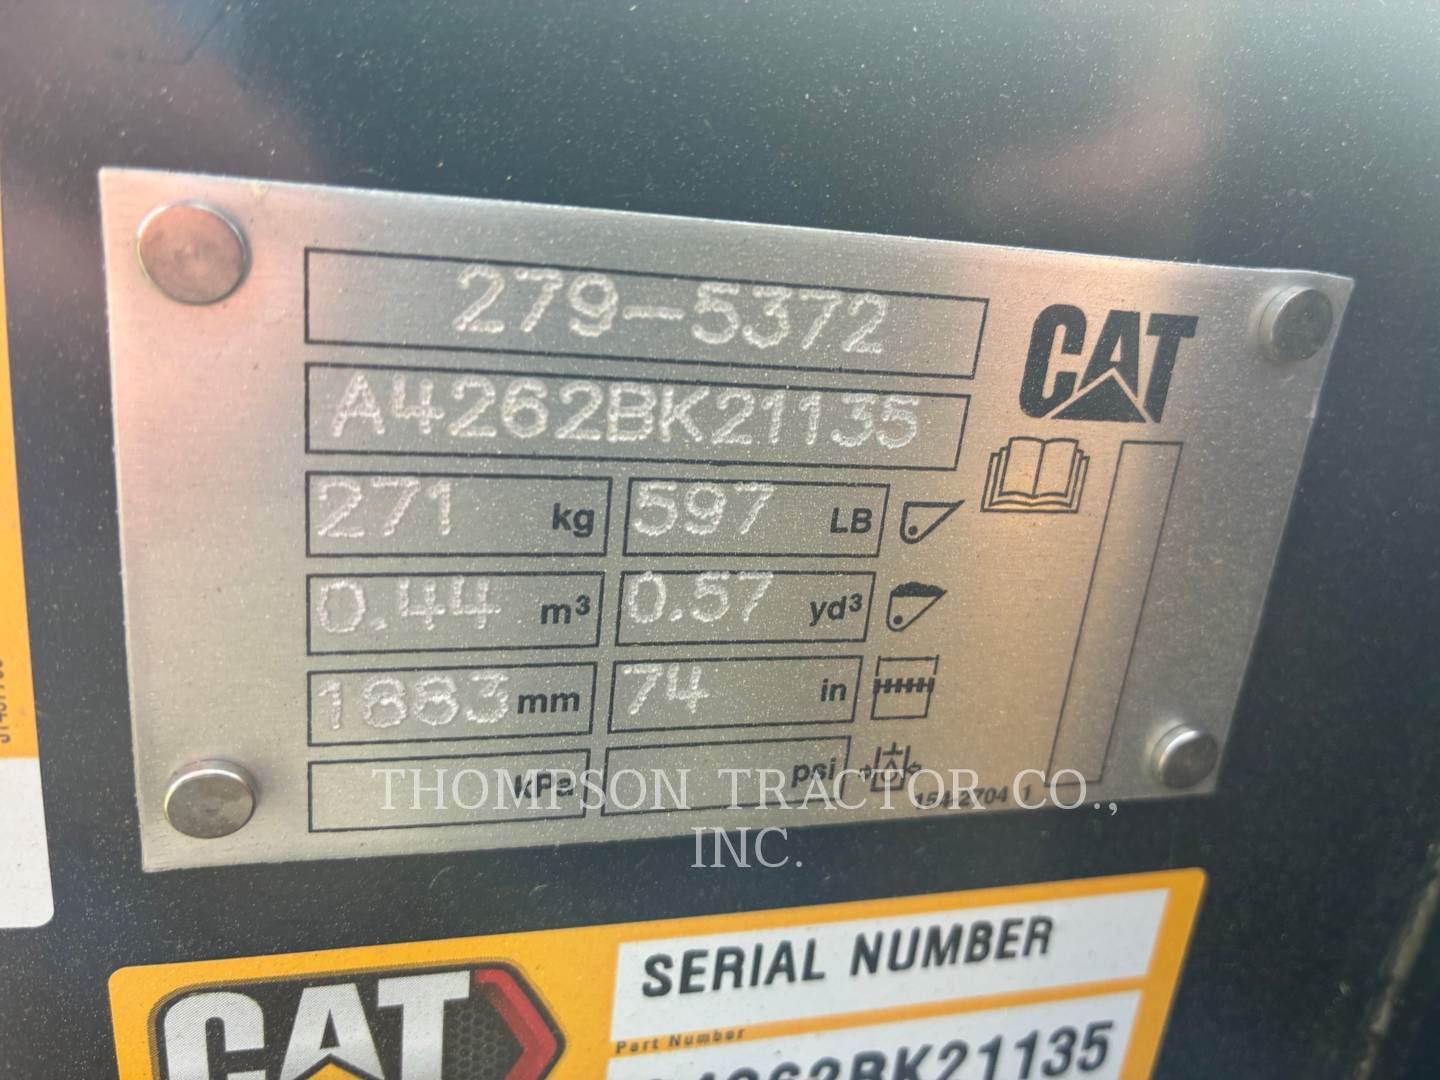 279-5372
CAT
A4262BK21135
271 kg 597 LB
0.44 m³ 0.57 yd³
1883 mm 74 in
kPa psi
THOMPSON TRACTOR CO.,
INC.
SERIAL NUMBER
CAT
Part Number
A4262BK21135